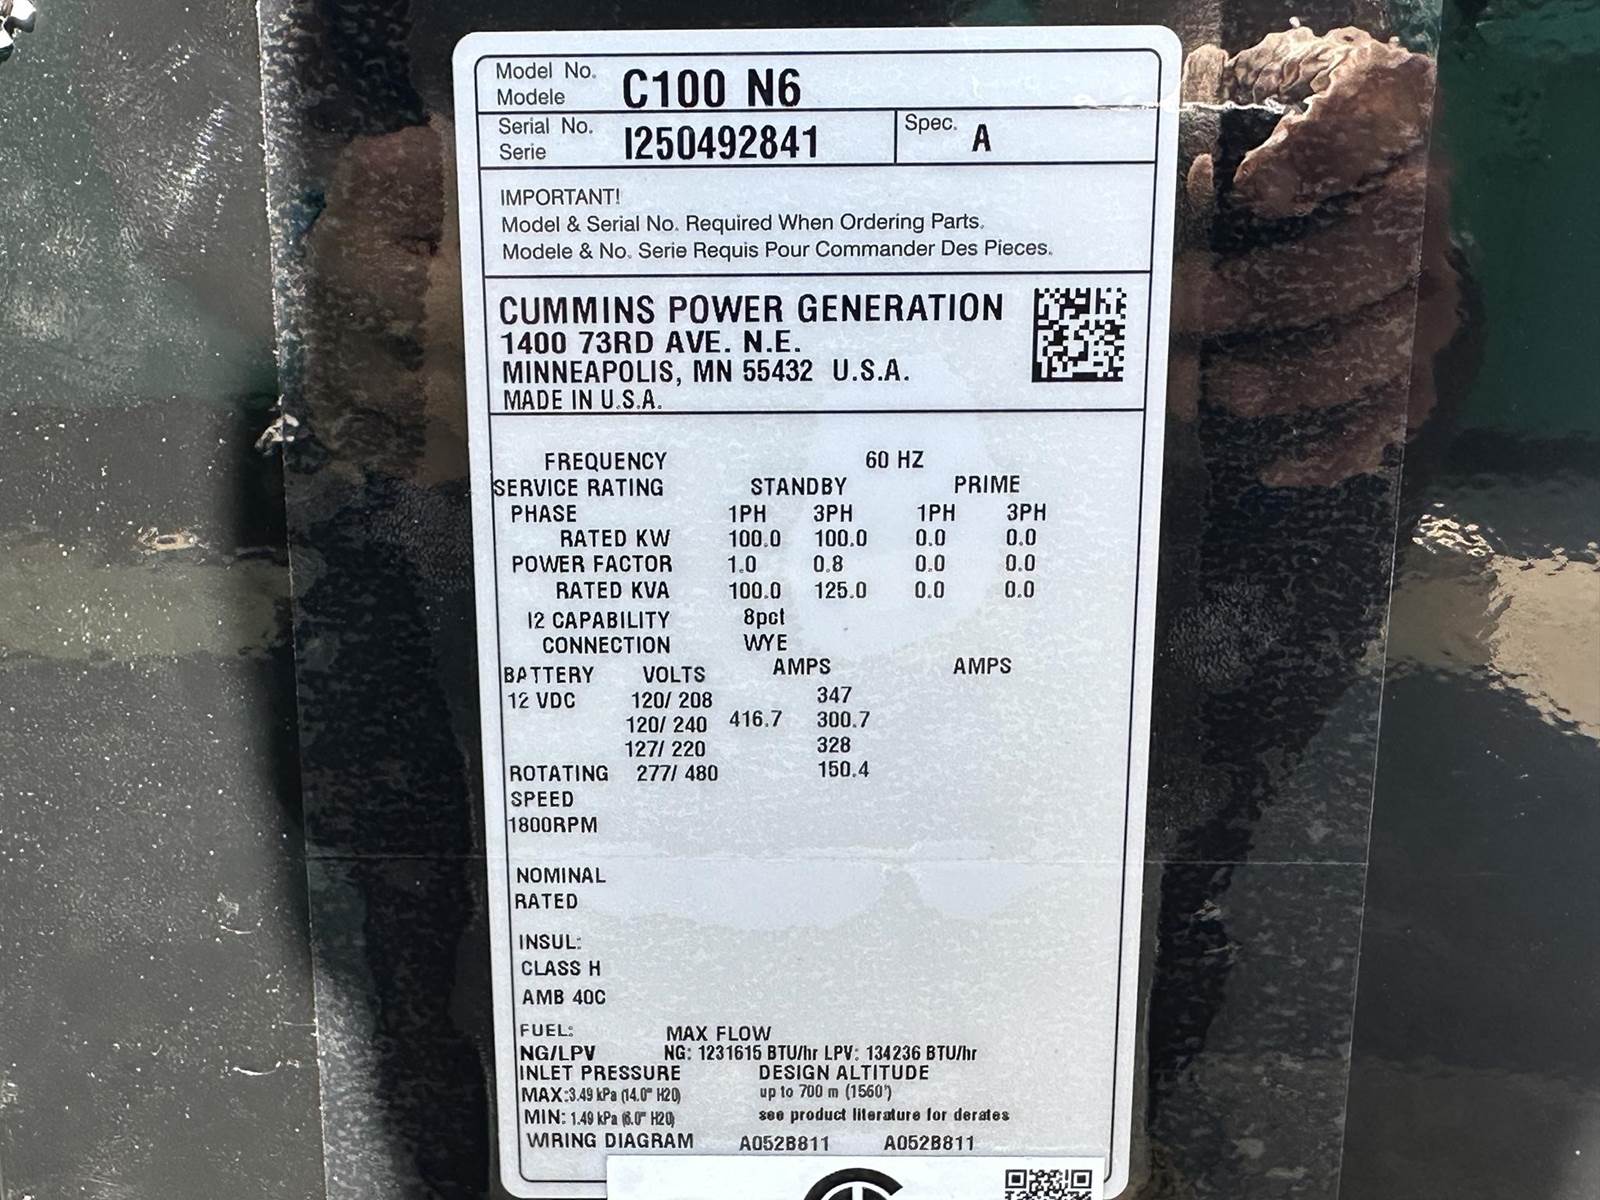 Model No.
Modele
C100 N6
Serial No.
Serie
I250492841
Spec. A
IMPORTANT!
Model & Serial No. Required When Ordering Parts.
Modele & No. Serie Requis Pour Commander Des Pieces.
CUMMINS POWER GENERATION
1400 73RD AVE. N.E.
MINNEAPOLIS, MN 55432 U.S.A.
MADE IN U.S.A.
FREQUENCY 60 HZ
SERVICE RATING STANDBY PRIME
PHASE 1PH 3PH 1PH 3PH
RATED KW 100.0 100.0 0.0 0.0
POWER FACTOR 1.0 0.8 0.0 0.0
RATED KVA 100.0 125.0 0.0 0.0
I2 CAPABILITY 8pct
CONNECTION WYE
BATTERY VOLTS AMPS AMPS
12 VDC 120/ 208 347
120/ 240 416.7 300.7
127/ 220 328
ROTATING 277/ 480 150.4
SPEED
1800RPM
NOMINAL
RATED
INSUL:
CLASS H
AMB 40C
FUEL: MAX FLOW
NG/LPV NG: 1231615 BTU/hr LPV: 134236 BTU/hr
INLET PRESSURE DESIGN ALTITUDE
MAX:3.49 kPa (14.0" H2O) up to 700 m (1560')
MIN: 1.49 kPa (6.0" H2O) see product literature for derates
WIRING DIAGRAM A052B811 A052B811